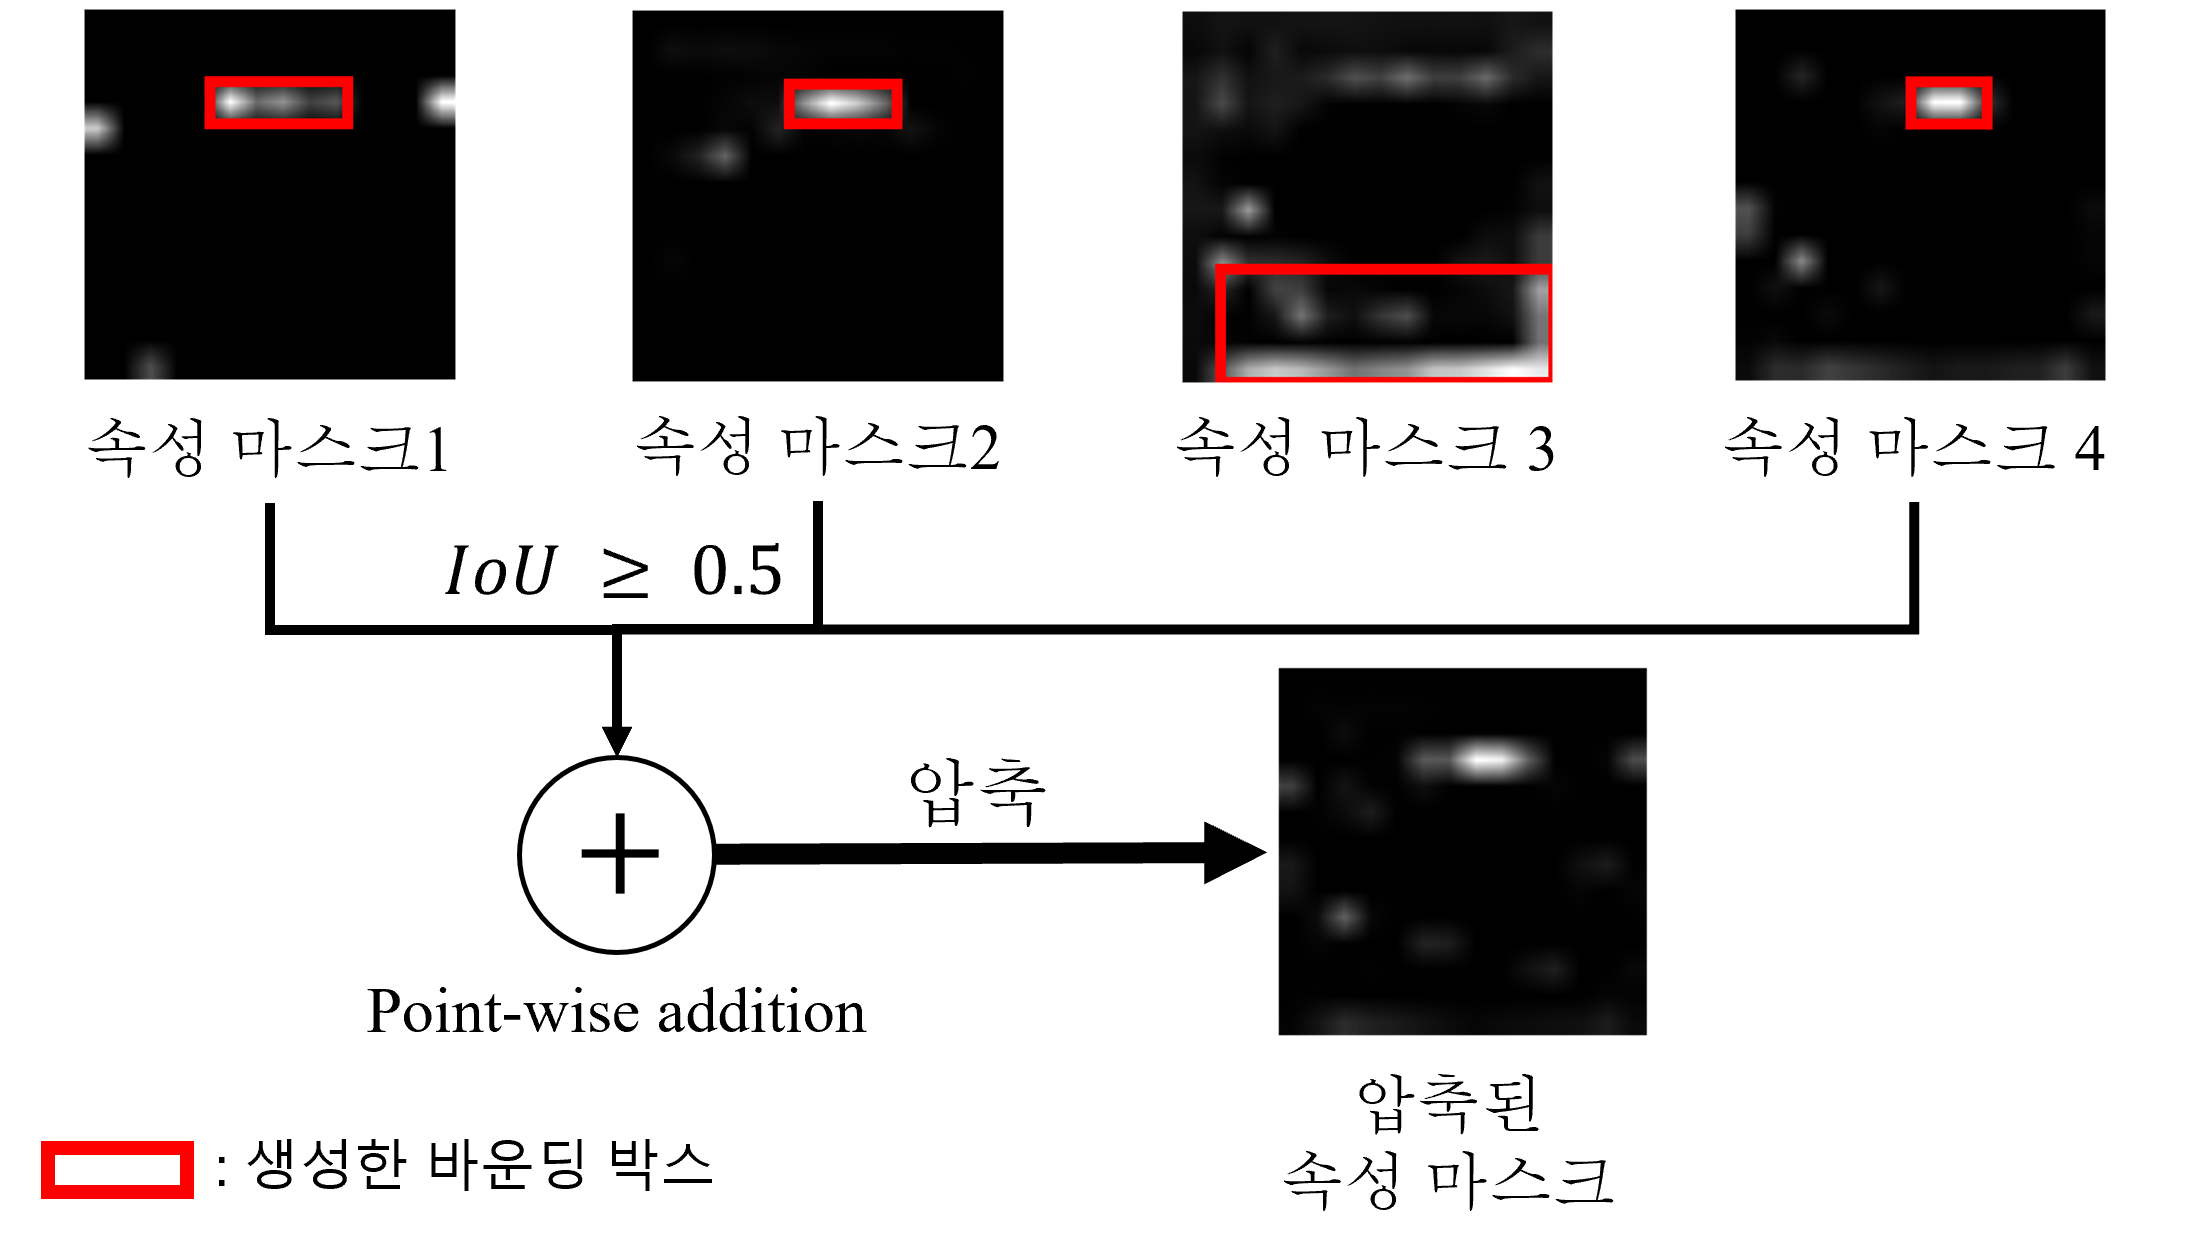 속성 마스크1
속성 마스크2
속성 마스크 3
속성 마스크 4
IoU ≥ 0.5
압축
Point-wise addition
압축된
속성 마스크
: 생성한 바운딩 박스